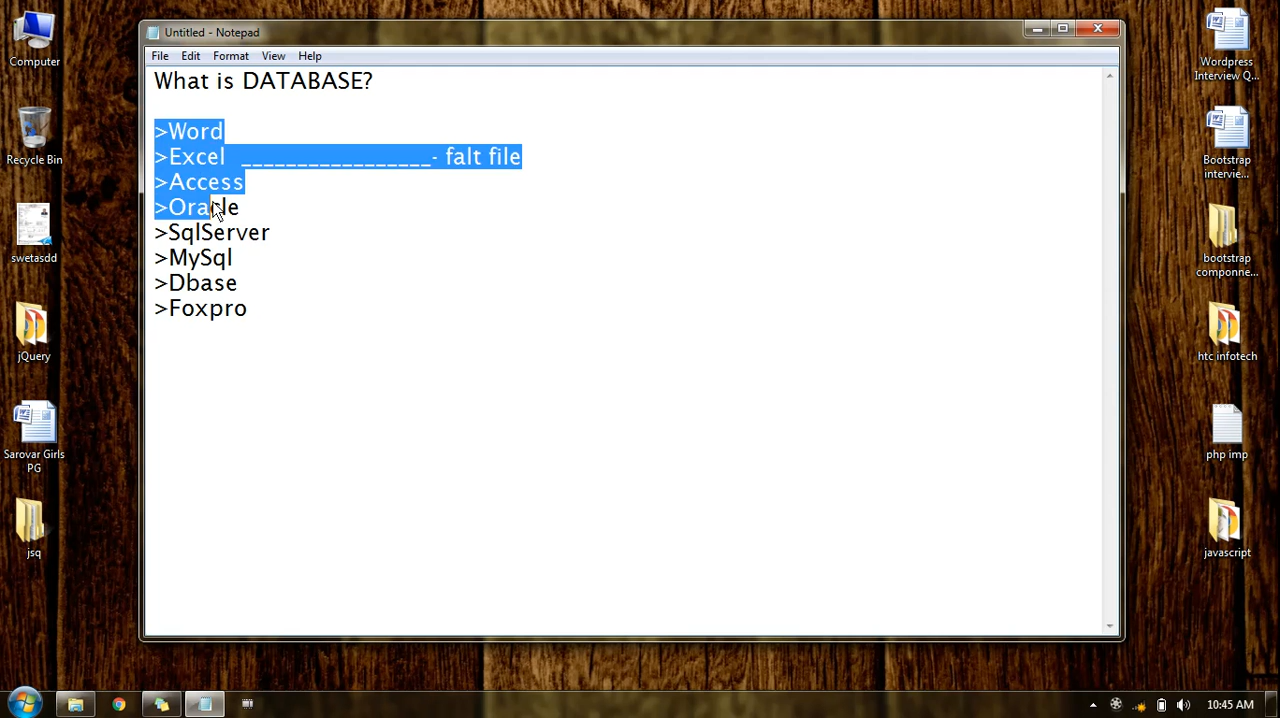 Untitled - Notepad
File Edit Format View Help
What is DATABASE?
>Word
>Excel _________________- falt file
>Access
>Oracle
>SqlServer
>MySql
>Dbase
>Foxpro
Computer
Recycle Bin
swetasdd
jQuery
Sarovar Girls
PG
jsq
Wordpress
Interview Q...
Bootstrap
intervie...
bootstrap
componne...
htc infotech
php imp
javascript
10:45 AM